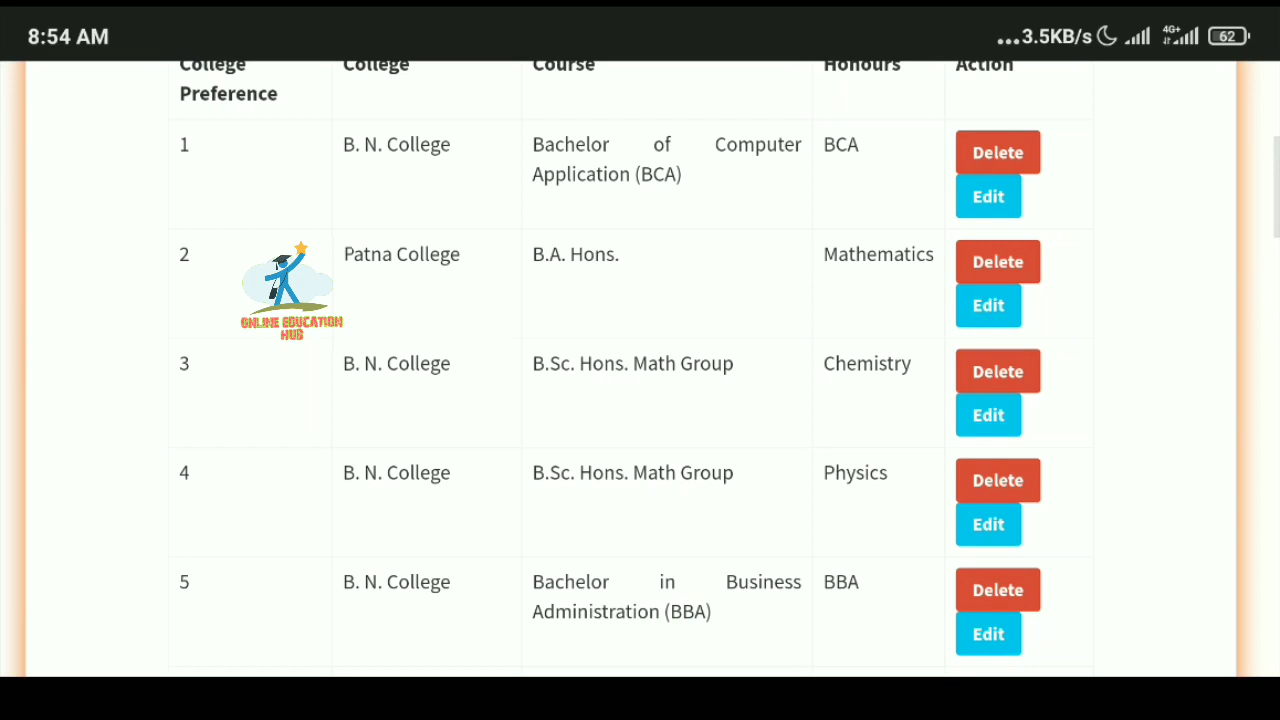 8:54 AM
...3.5KB/s 4G+ 62
College College Course Honours Action
Preference
1 B. N. College Bachelor of Computer BCA Delete
Application (BCA)
Edit
2 Patna College B.A. Hons. Mathematics Delete
Edit
ONLINE EDUCATION
HUB
3 B. N. College B.Sc. Hons. Math Group Chemistry Delete
Edit
4 B. N. College B.Sc. Hons. Math Group Physics Delete
Edit
5 B. N. College Bachelor in Business BBA Delete
Administration (BBA)
Edit